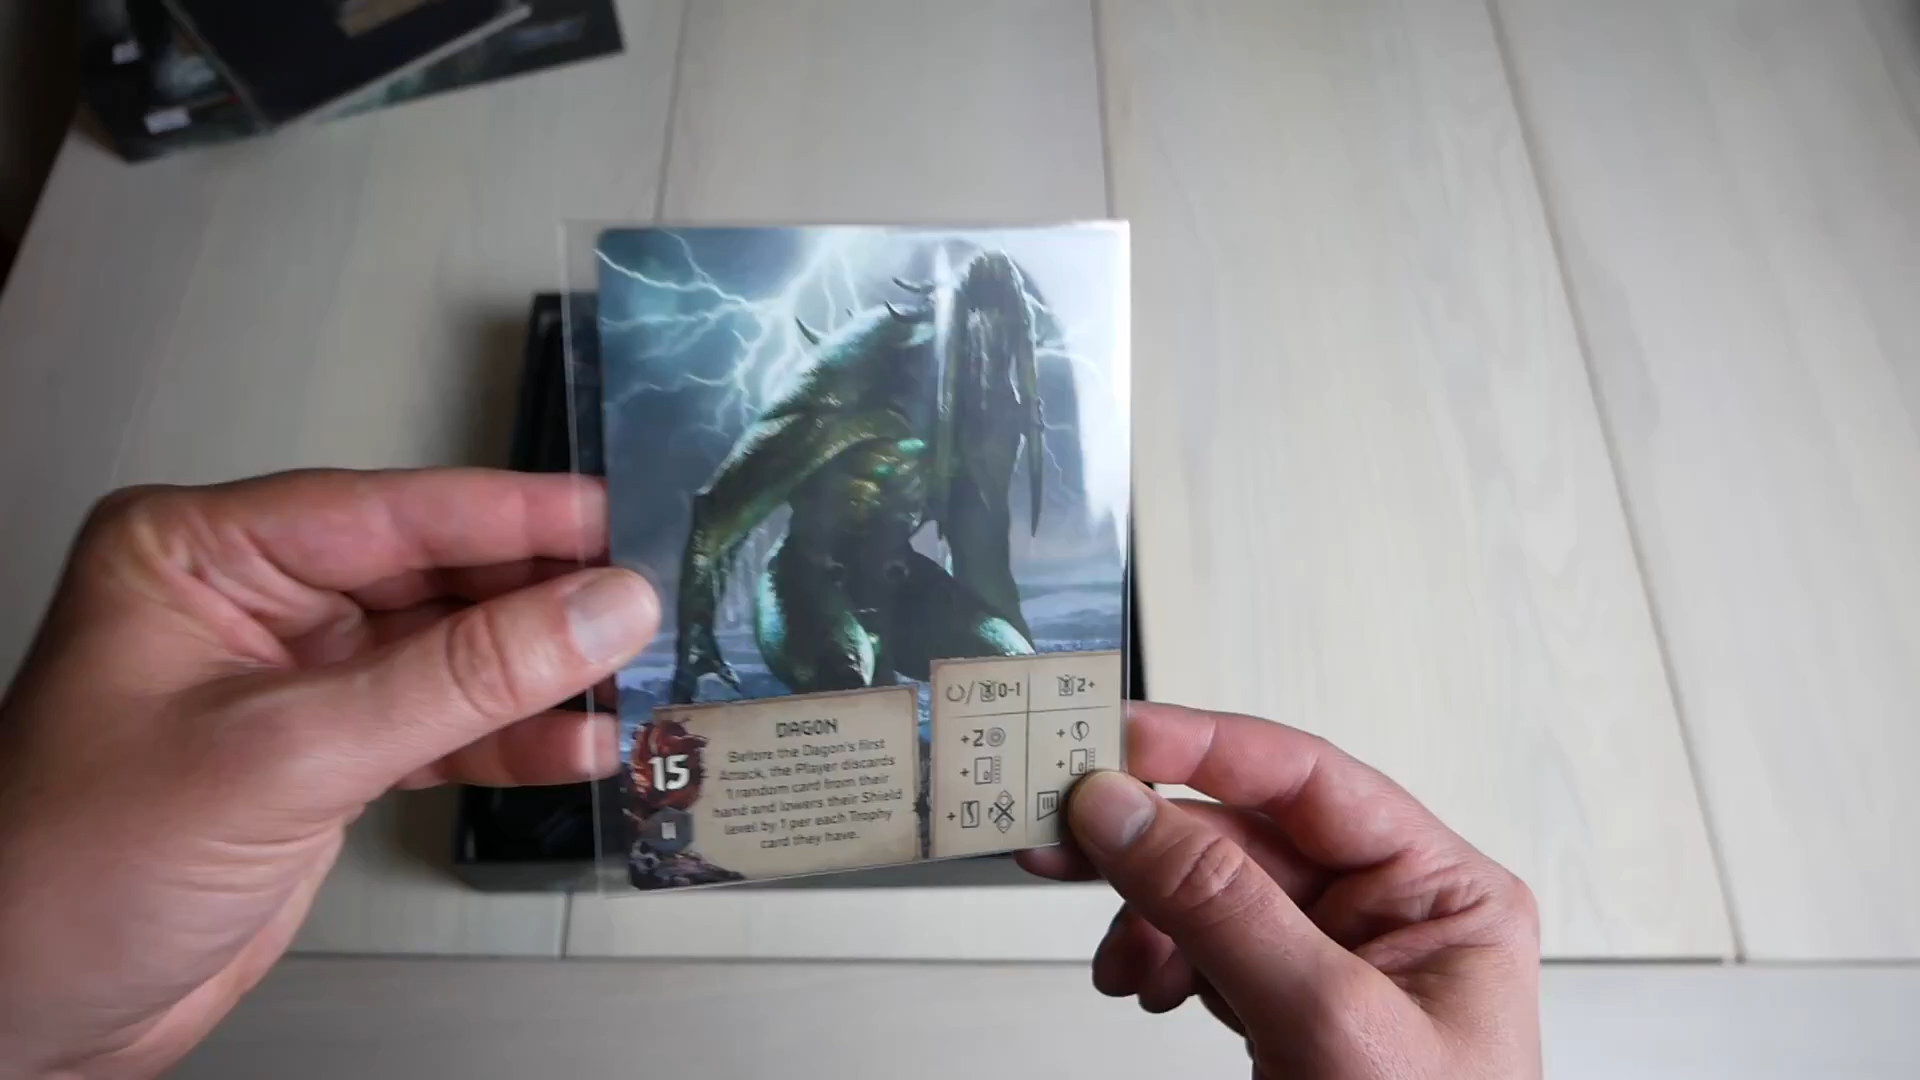 DAGON
Before the Dagon's first
Attack, the Player discards
1 random card from their
hand and lowers their Shield
level by 1 per each Trophy
card they have.
15
/ 0-1
2+
+2
+
+
+
+ 0
+